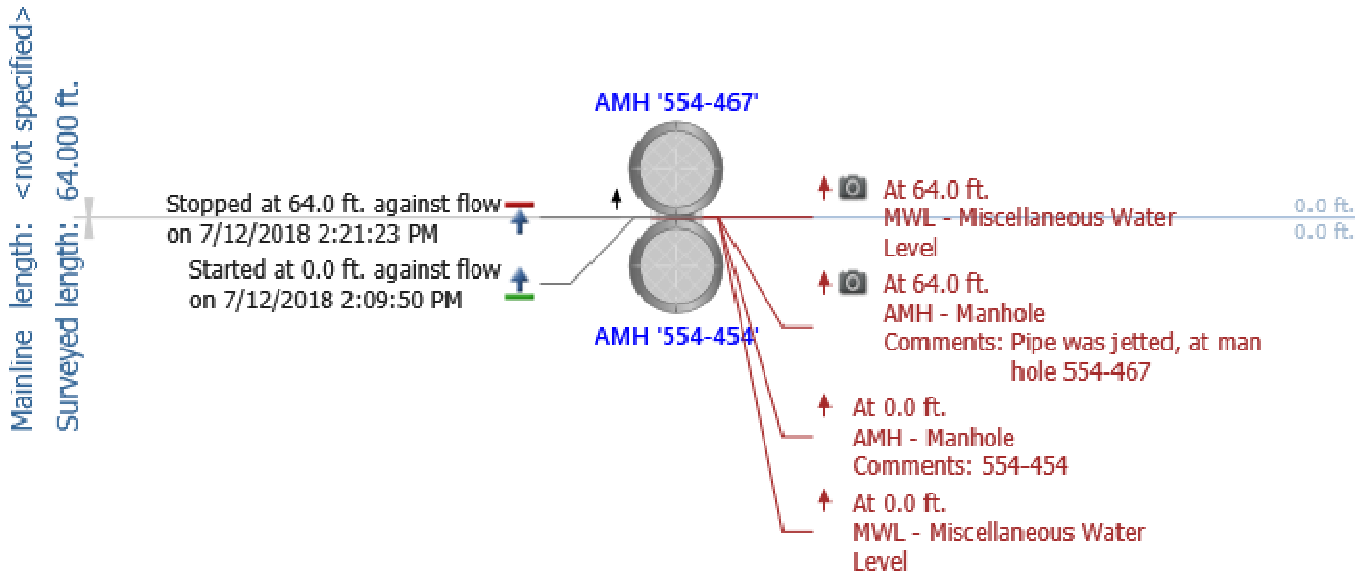 Mainline length: <not specified>
Surveyed length: 64.000 ft.
AMH '554-467'
Stopped at 64.0 ft. against flow
on 7/12/2018 2:21:23 PM
Started at 0.0 ft. against flow
on 7/12/2018 2:09:50 PM
AMH '554-454'
At 64.0 ft.
MWL - Miscellaneous Water
Level
At 64.0 ft.
AMH - Manhole
Comments: Pipe was jetted, at man
hole 554-467
At 0.0 ft.
AMH - Manhole
Comments: 554-454
At 0.0 ft.
MWL - Miscellaneous Water
Level
0.0 ft.
0.0 ft.